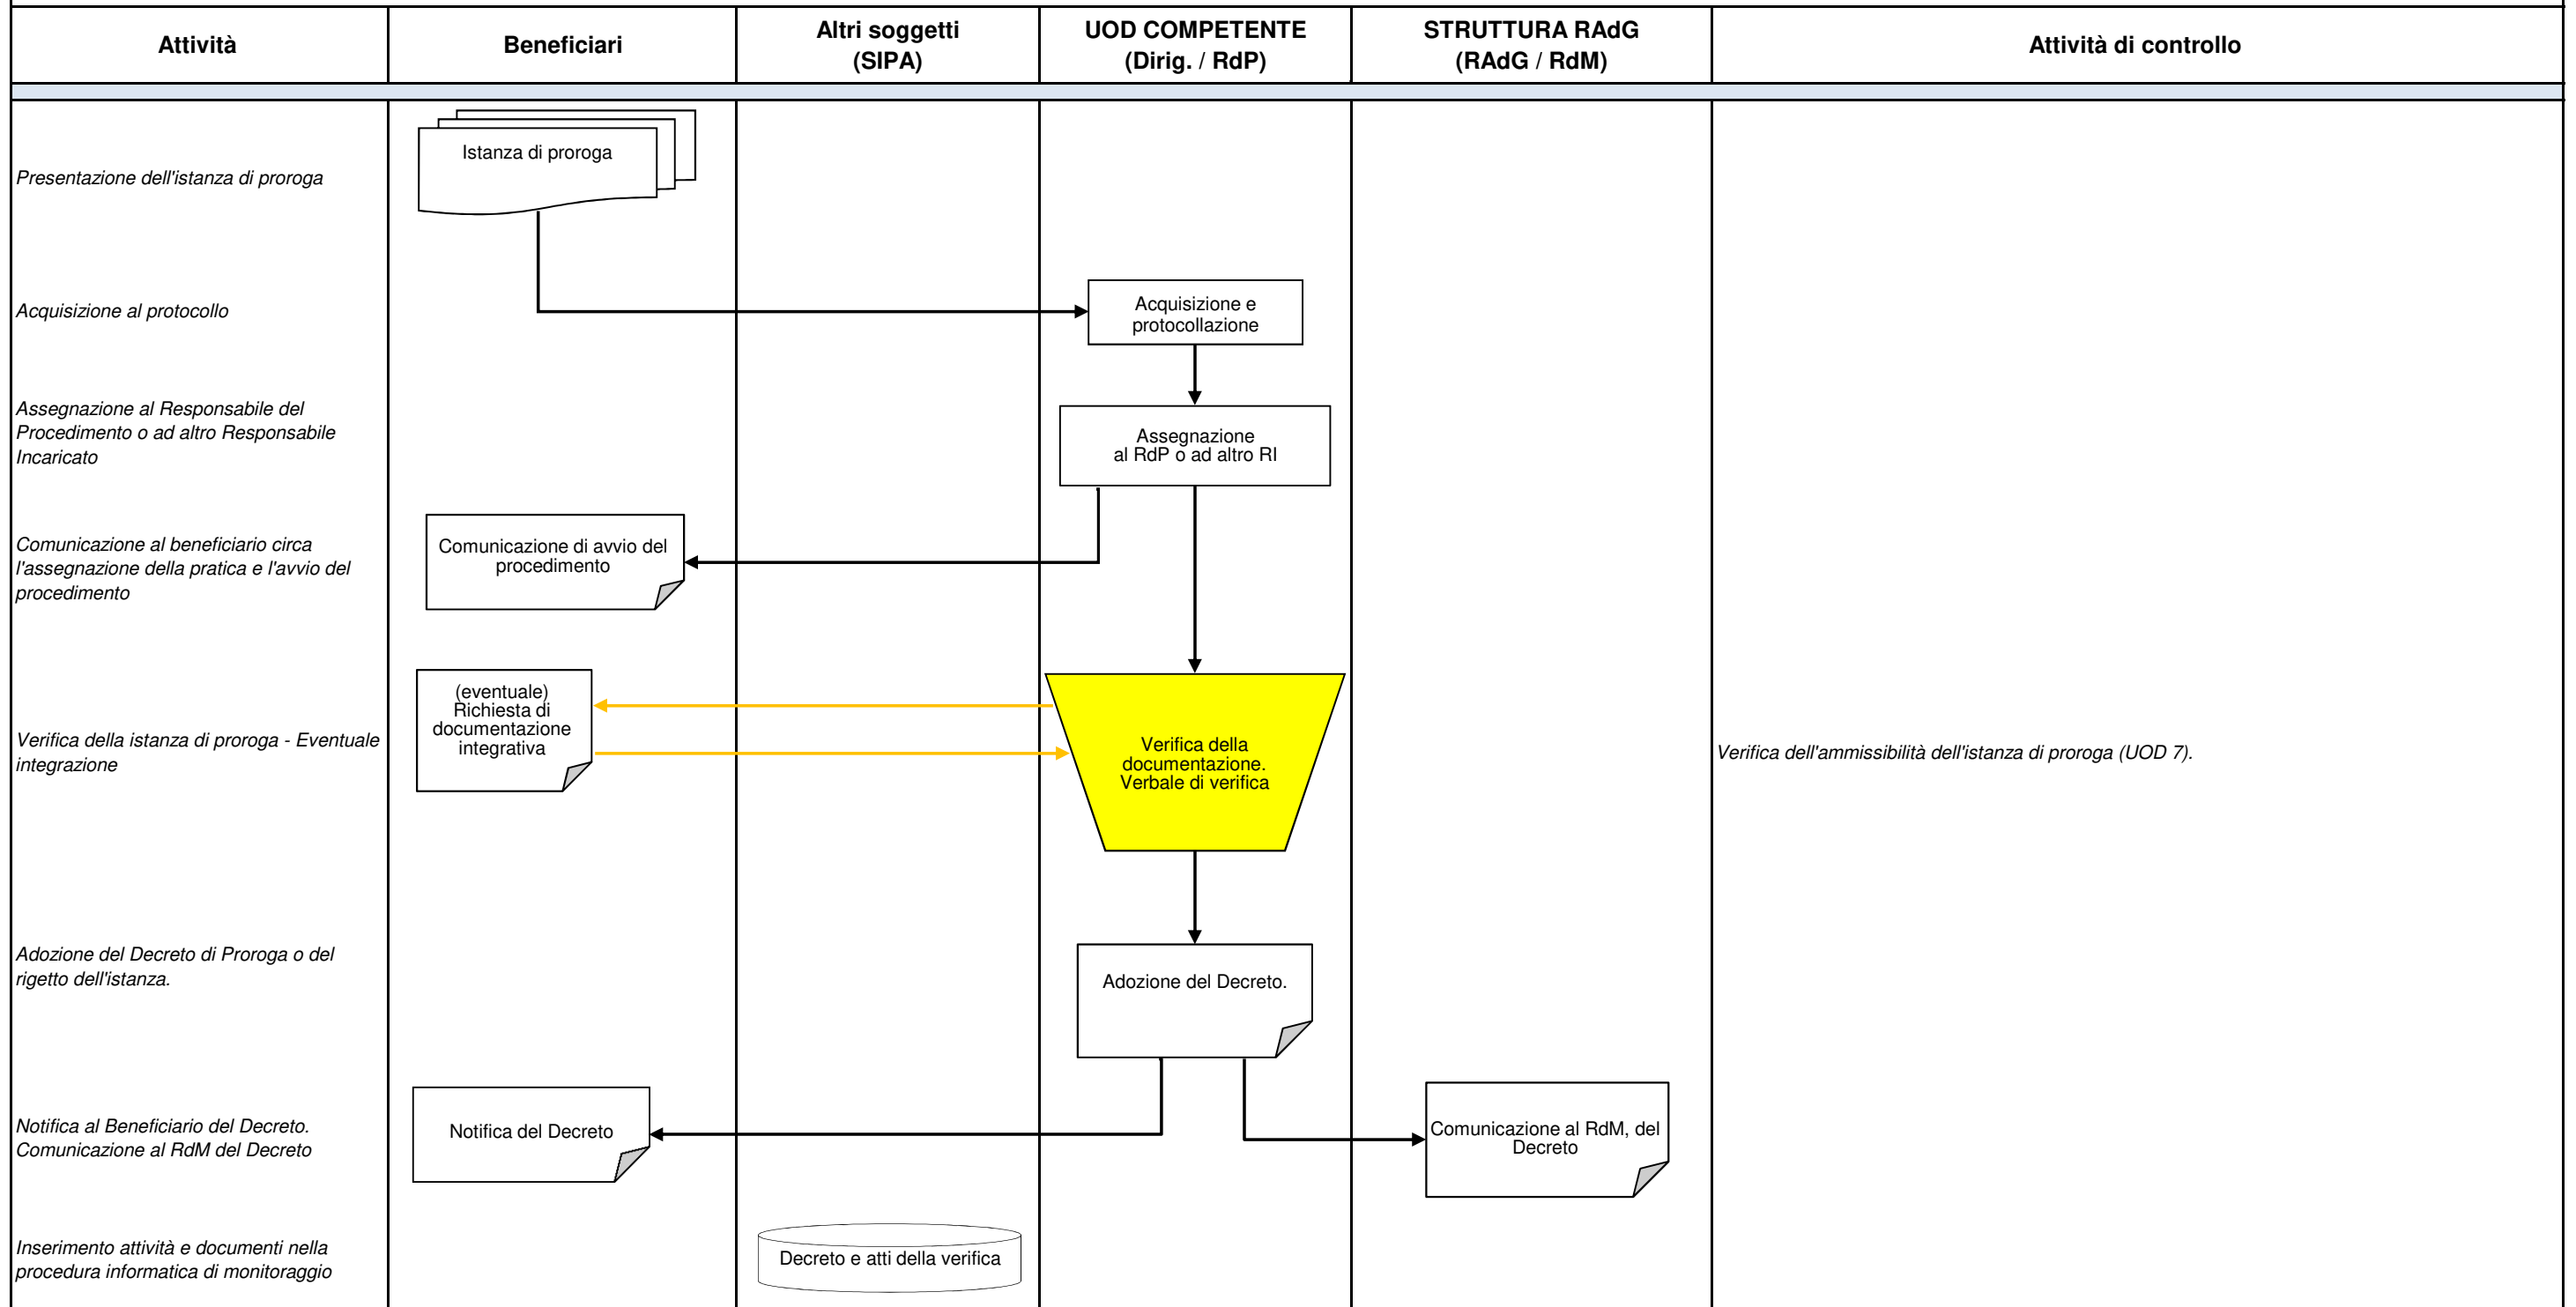 Attività
Beneficiari
Altri soggetti
(SIPA)
UOD COMPETENTE
(Dirig. / RdP)
STRUTTURA RAdG
(RAdG / RdM)
Attività di controllo
Presentazione dell'istanza di proroga
Istanza di proroga
Acquisizione al protocollo
Acquisizione e
protocollazione
Assegnazione al Responsabile del
Procedimento o ad altro Responsabile
Incaricato
Assegnazione
al RdP o ad altro RI
Comunicazione al beneficiario circa
l'assegnazione della pratica e l'avvio del
procedimento
Comunicazione di avvio del
procedimento
Verifica della istanza di proroga - Eventuale
integrazione
(eventuale)
Richiesta di
documentazione
integrativa
Verifica della
documentazione.
Verbale di verifica
Verifica dell'ammissibilità dell'istanza di proroga (UOD 7).
Adozione del Decreto di Proroga o del
rigetto dell'istanza.
Adozione del Decreto.
Notifica al Beneficiario del Decreto.
Comunicazione al RdM del Decreto
Notifica del Decreto
Comunicazione al RdM, del
Decreto
Inserimento attività e documenti nella
procedura informatica di monitoraggio
Decreto e atti della verifica